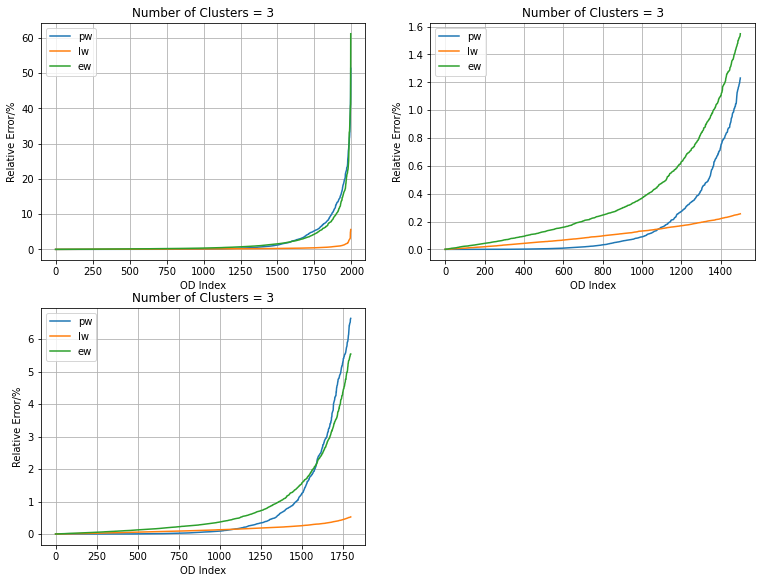 Number of Clusters = 3
pw
lw
ew
Relative Error/%
60
50
40
30
20
10
0
0 250 500 750 1000 1250 1500 1750 2000
OD Index
Number of Clusters = 3
pw
lw
ew
Relative Error/%
1.6
1.4
1.2
1.0
0.8
0.6
0.4
0.2
0.0
0 200 400 600 800 1000 1200 1400
OD Index
Number of Clusters = 3
pw
lw
ew
Relative Error/%
6
5
4
3
2
1
0
0 250 500 750 1000 1250 1500 1750
OD Index